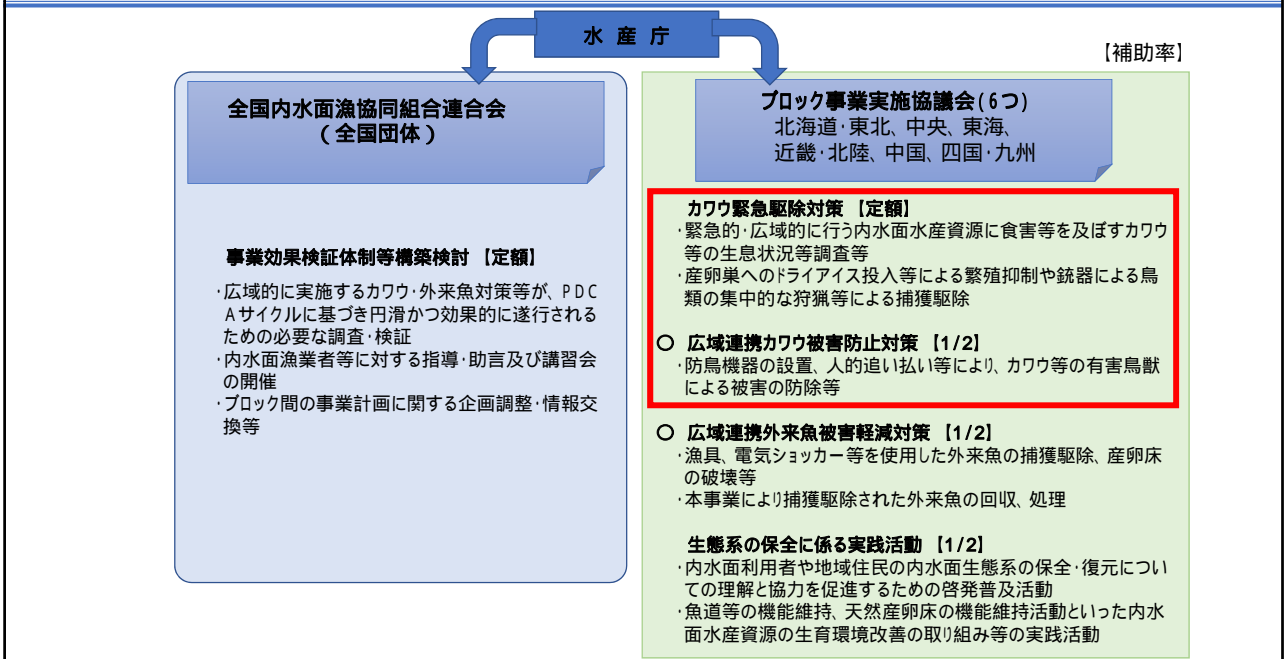 水 産 庁
【補助率】
全国内水面漁協同組合連合会
(全国団体)
事業効果検証体制等構築検討 【定額】
・広域的に実施するカワウ・外来魚対策等が、PDC
Aサイクルに基づき円滑かつ効果的に遂行される
ための必要な調査・検証
・内水面漁業者等に対する指導・助言及び講習会
の開催
・ブロック間の事業計画に関する企画調整・情報交
換等
ブロック事業実施協議会(6つ)
北海道・東北、中央、東海、
近畿・北陸、中国、四国・九州
カワウ緊急駆除対策 【定額】
・緊急的・広域的に行う内水面水産資源に食害等を及ぼすカワウ
等の生息状況等調査等
・産卵巣へのドライアイス投入等による繁殖抑制や銃器による鳥
類の集中的な狩猟等による捕獲駆除
○ 広域連携カワウ被害防止対策 【1/2】
・防鳥機器の設置、人的追い払い等により、カワウ等の有害鳥獣
による被害の防除等
○ 広域連携外来魚被害軽減対策 【1/2】
・漁具、電気ショッカー等を使用した外来魚の捕獲駆除、産卵床
の破壊等
・本事業により捕獲駆除された外来魚の回収、処理
生態系の保全に係る実践活動 【1/2】
・内水面利用者や地域住民の内水面生態系の保全・復元につい
ての理解と協力を促進するための啓発普及活動
・魚道等の機能維持、天然産卵床の機能維持活動といった内水
面水産資源の生育環境改善の取り組み等の実践活動